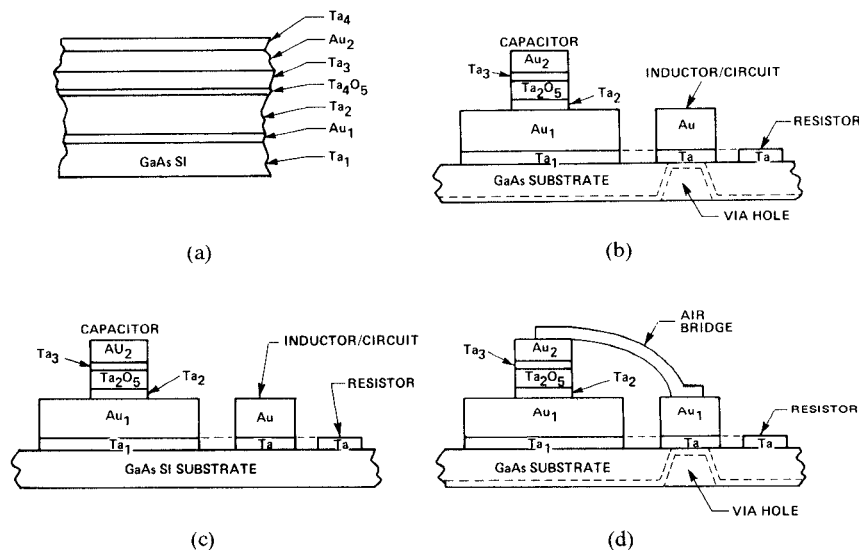 Ta4
Au2
Ta3
Ta4O5
Ta2
Au1
GaAs SI
Ta1
(a)
CAPACITOR
Au2
Ta3
Ta2O5
Ta2
INDUCTOR/CIRCUIT
Au1
Au
RESISTOR
Ta1
Ta
Ta
GaAs SUBSTRATE
VIA HOLE
(b)
CAPACITOR
AU2
Ta3
Ta2O5
Ta2
INDUCTOR/CIRCUIT
Au1
Au
RESISTOR
Ta1
Ta
Ta
GaAs SI SUBSTRATE
(c)
AIR
BRIDGE
Au2
Ta3
Ta2O5
Ta2
Au1
Au1
RESISTOR
Ta1
Ta
Ta
GaAs SUBSTRATE
VIA HOLE
(d)